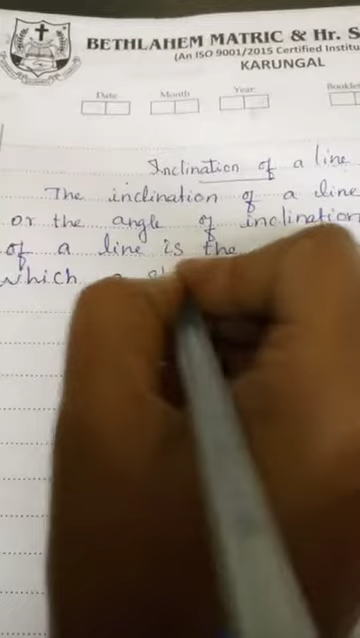 BETHLAHEM MATRIC & Hr. S
(An ISO 9001/2015 Certified Institu
KARUNGAL
Date Month Year Booklet
Inclination of a line
The inclination of a line
or the angle of inclination
of a line is the
which a